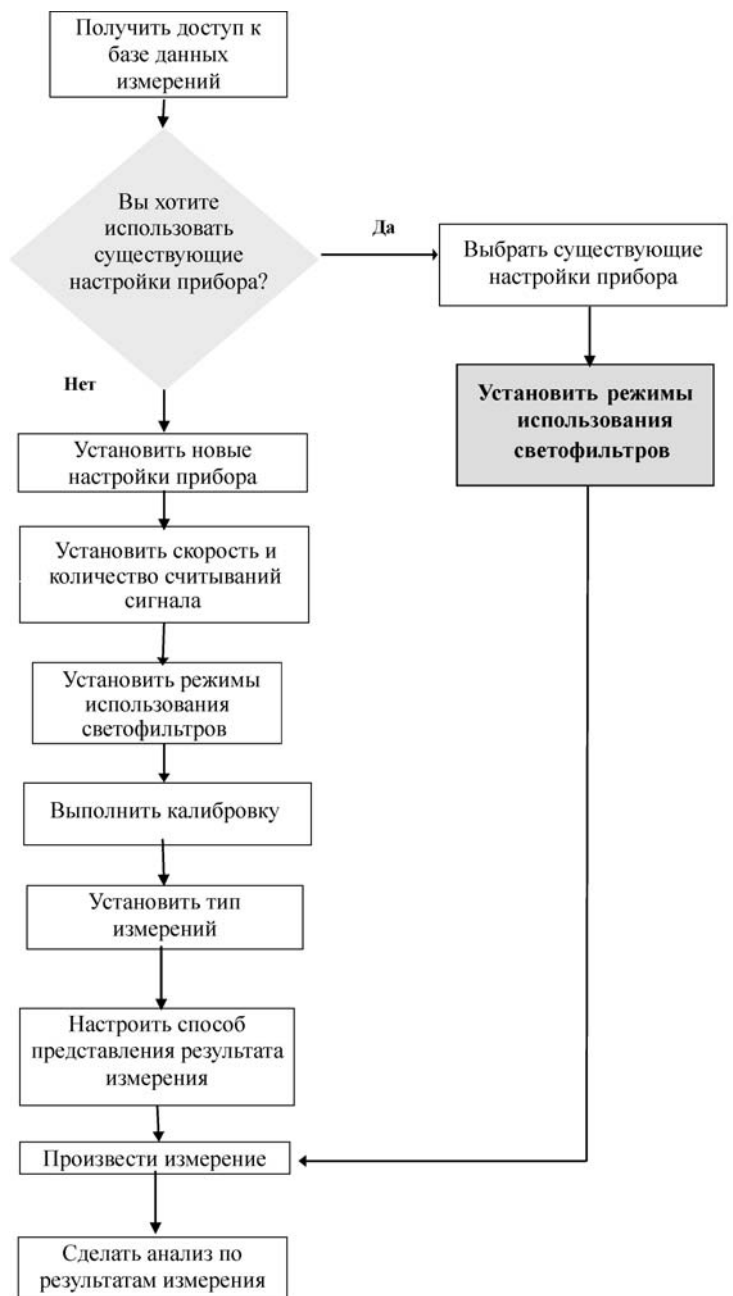 Получить доступ к
базе данных
измерений
Вы хотите
использовать
существующие
настройки прибора?
Да
Выбрать существующие
настройки прибора
Установить режимы
использования
светофильтров
Нет
Установить новые
настройки прибора
Установить скорость и
количество считываний
сигнала
Установить режимы
использования
светофильтров
Выполнить калибровку
Установить тип
измерений
Настроить способ
представления результата
измерения
Произвести измерение
Сделать анализ по
результатам измерения